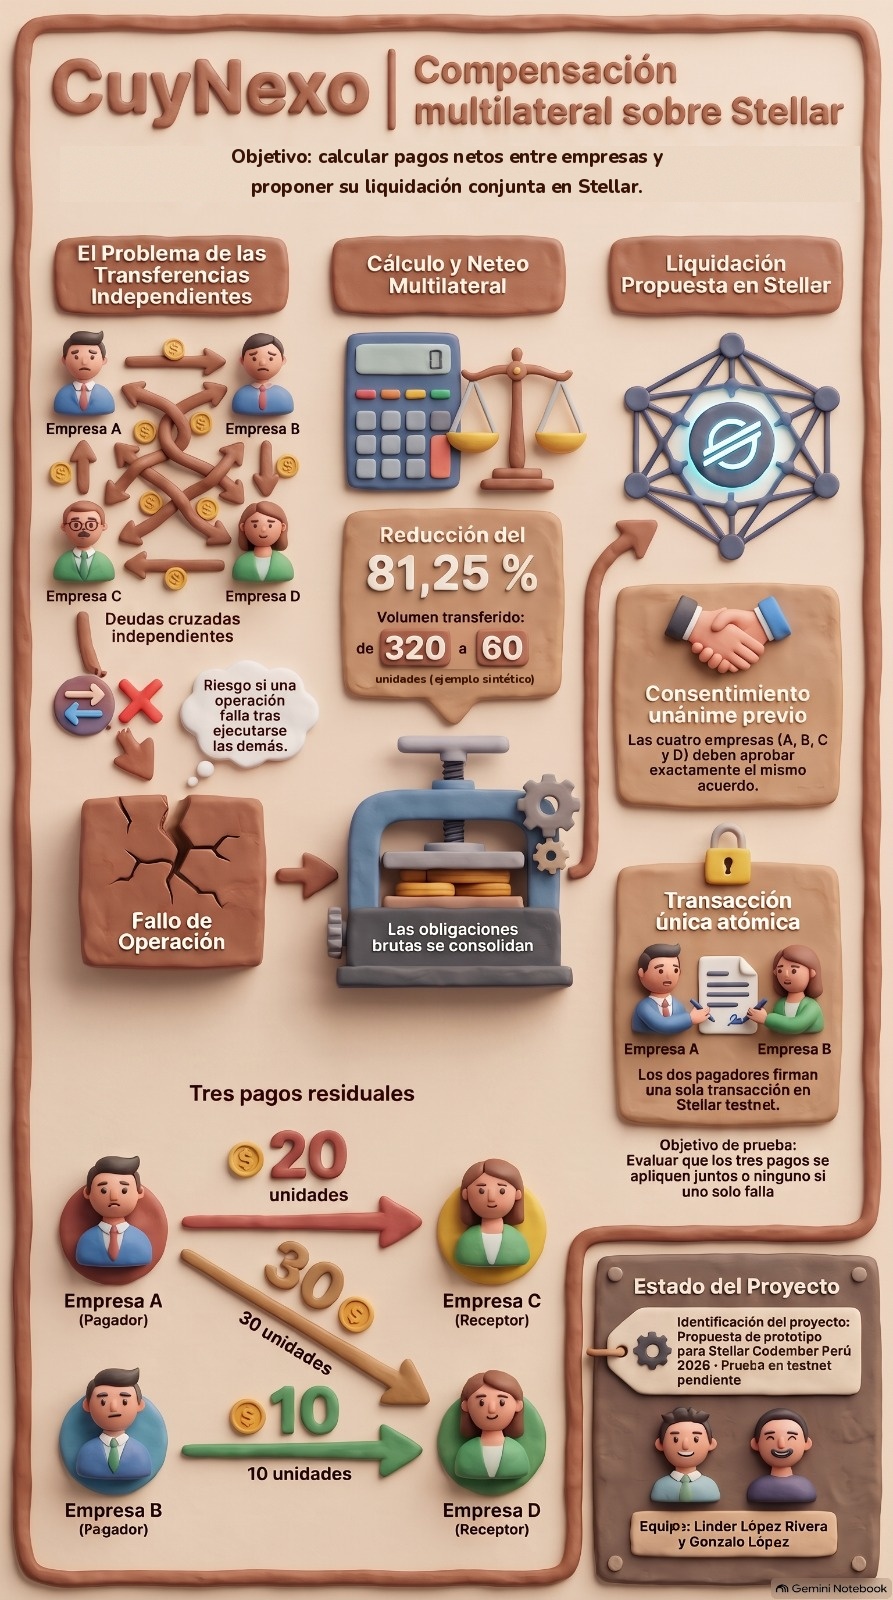 CuyNexo
Compensación
multilateral sobre Stellar
Objetivo: calcular pagos netos entre empresas y
proponer su liquidación conjunta en Stellar.
El Problema de las
Transferencias
Independientes
Empresa A
Empresa B
Empresa C
Empresa D
Deudas cruzadas
independientes
Riesgo si una
operación
falla tras
ejecutarse
las demás.
Fallo de
Operación
Cálculo y Neteo
Multilateral
0
Reducción del
81,25 %
Volumen transferido:
de 320 a 60
unidades (ejemplo sintético)
Las obligaciones
brutas se consolidan
Liquidación
Propuesta en Stellar
Consentimiento
unánime previo
Las cuatro empresas (A, B, C
y D) deben aprobar
exactamente el mismo
acuerdo.
Transacción
única atómica
Empresa A
Empresa B
Los dos pagadores firman
una sola transacción en
Stellar testnet.
Objetivo de prueba:
Evaluar que los tres pagos se
apliquen juntos o ninguno si
uno solo falla
Tres pagos residuales
$ 20
unidades
30 $
30 unidades
Empresa A
(Pagador)
Empresa C
(Receptor)
$ 10
10 unidades
Empresa B
(Pagador)
Empresa D
(Receptor)
Estado del Proyecto
Identificación del proyecto:
Propuesta de prototipo
para Stellar Codember Perú
2026 · Prueba en testnet
pendiente
Equipo: Linder López Rivera
y Gonzalo López
Gemini Notebook